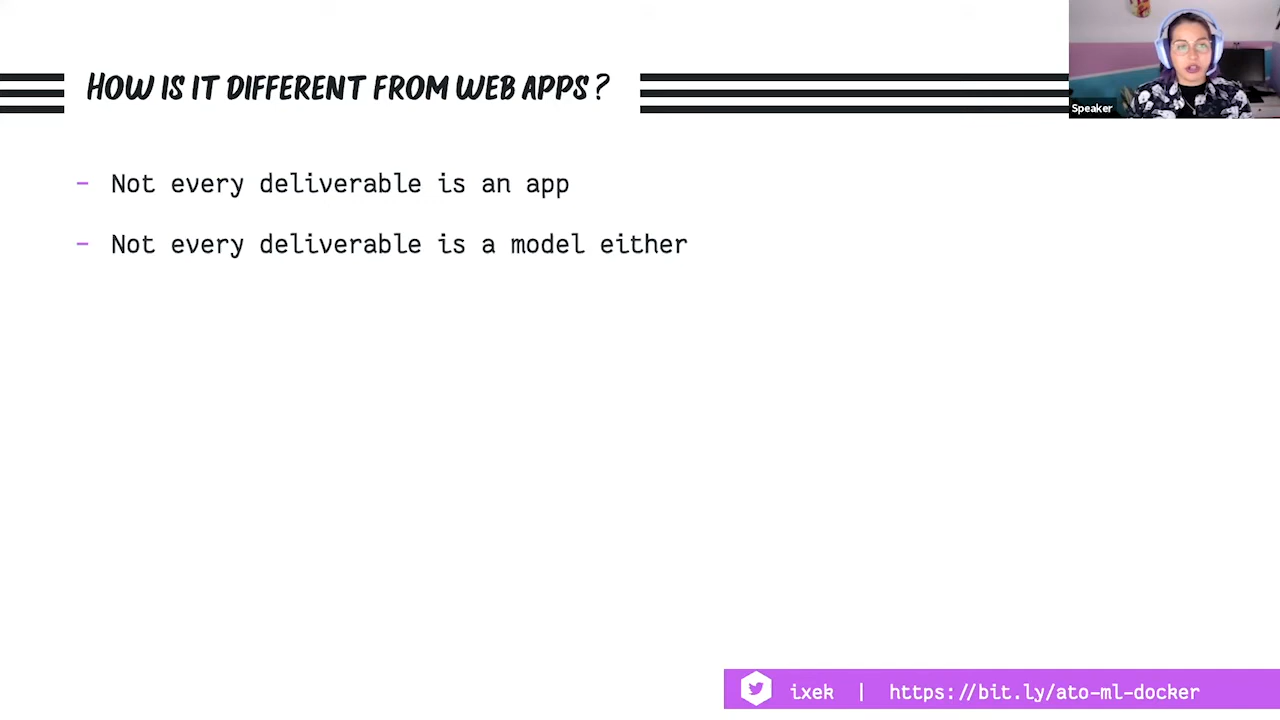 HOW IS IT DIFFERENT FROM WEB APPS?
Speaker
- Not every deliverable is an app
- Not every deliverable is a model either
ixek | https://bit.ly/ato-ml-docker